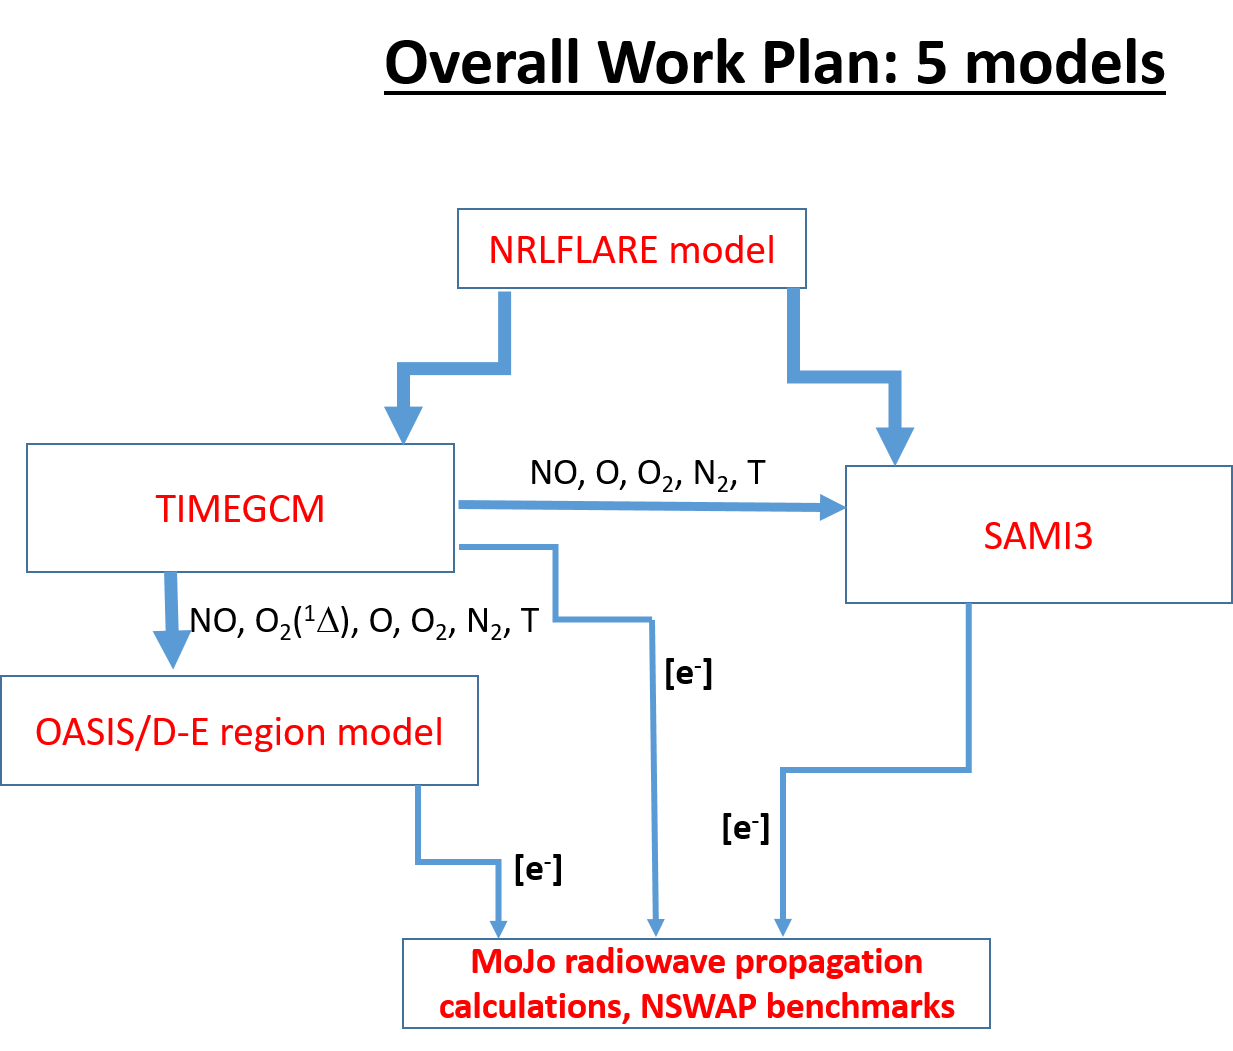 Overall Work Plan: 5 models
NRLFLARE model
NO, O, O₂, N₂, T
TIMEGCM
SAMI3
NO, O₂(¹Δ), O, O₂, N₂, T
[e⁻]
OASIS/D-E region model
[e⁻]
[e⁻]
MoJo radiowave propagation
calculations, NSWAP benchmarks